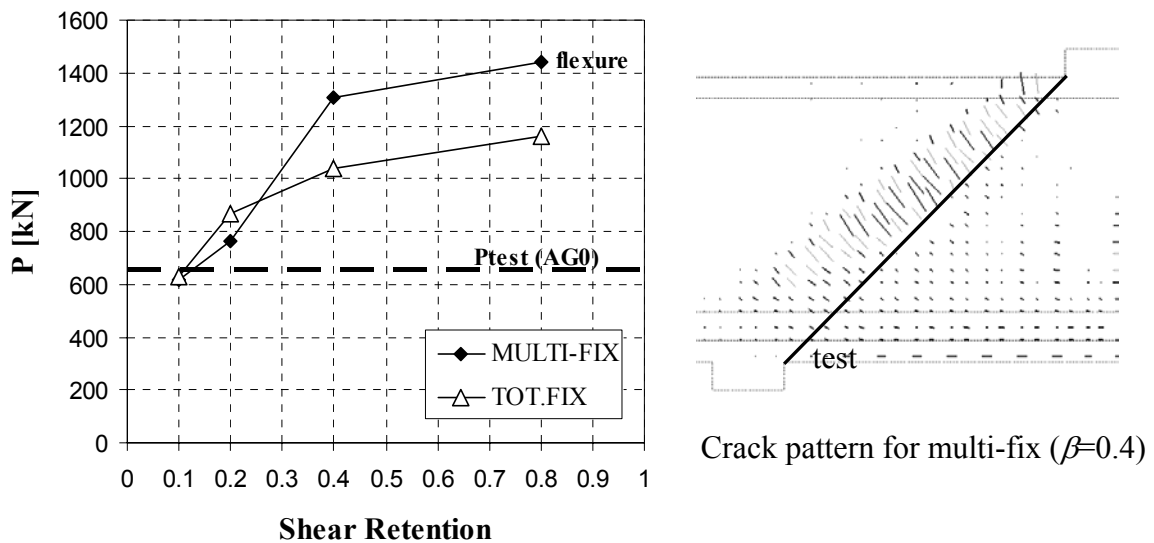 1600
1400
1200
1000
800
600
400
200
0
P [kN]
flexure
Ptest (AG0)
MULTI-FIX
TOT.FIX
0 0.1 0.2 0.3 0.4 0.5 0.6 0.7 0.8 0.9 1
Shear Retention
test
Crack pattern for multi-fix (β=0.4)